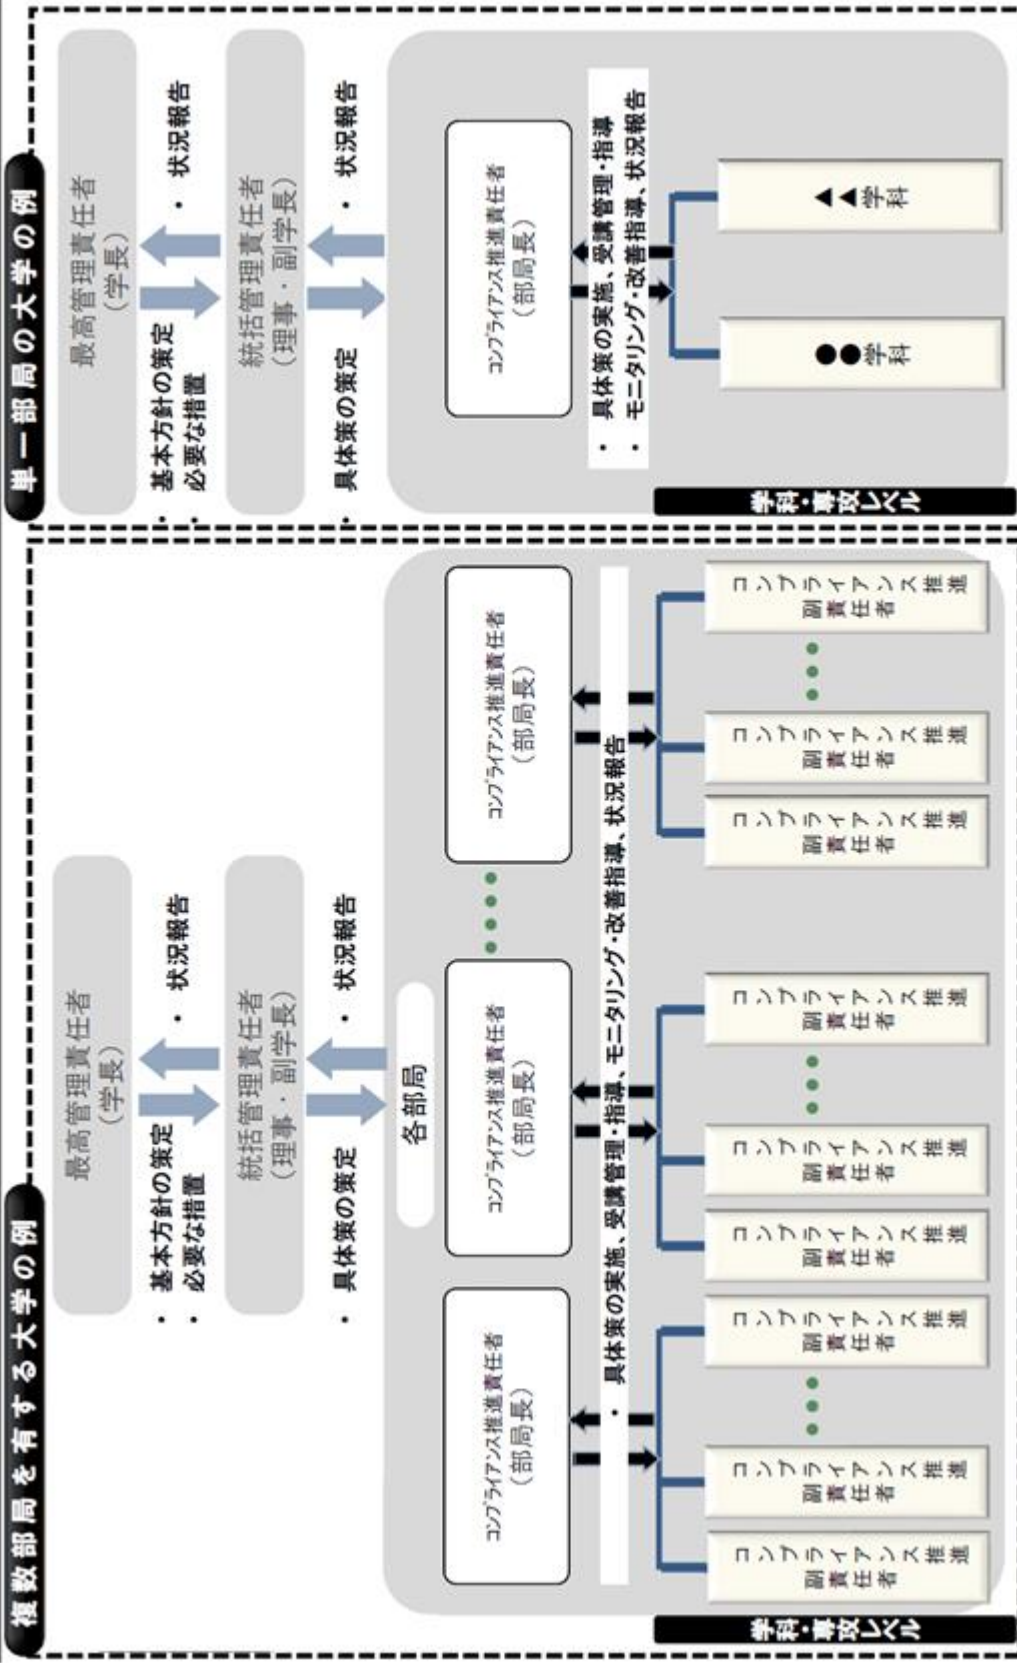 複数部局を有する大学の例
最高管理責任者
（学長）
・ 基本方針の策定
・ 必要な措置
・ 状況報告
統括管理責任者
（理事・副学長）
・ 具体策の策定
・ 状況報告
各部局
コンプライアンス推進責任者
（部局長）
コンプライアンス推進責任者
（部局長）
コンプライアンス推進責任者
（部局長）
・ 具体策の実施、受講管理・指導、モニタリング・改善指導、状況報告
学科・専攻レベル
コンプライアンス推進
副責任者
コンプライアンス推進
副責任者
コンプライアンス推進
副責任者
コンプライアンス推進
副責任者
コンプライアンス推進
副責任者
コンプライアンス推進
副責任者
コンプライアンス推進
副責任者
コンプライアンス推進
副責任者
コンプライアンス推進
副責任者
単一部局の大学の例
最高管理責任者
（学長）
・ 基本方針の策定
・ 必要な措置
・ 状況報告
統括管理責任者
（理事・副学長）
・ 具体策の策定
・ 状況報告
コンプライアンス推進責任者
（部局長）
・ 具体策の実施、受講管理・指導
・ モニタリング・改善指導、状況報告
学科・専攻レベル
●●学科
▲▲学科